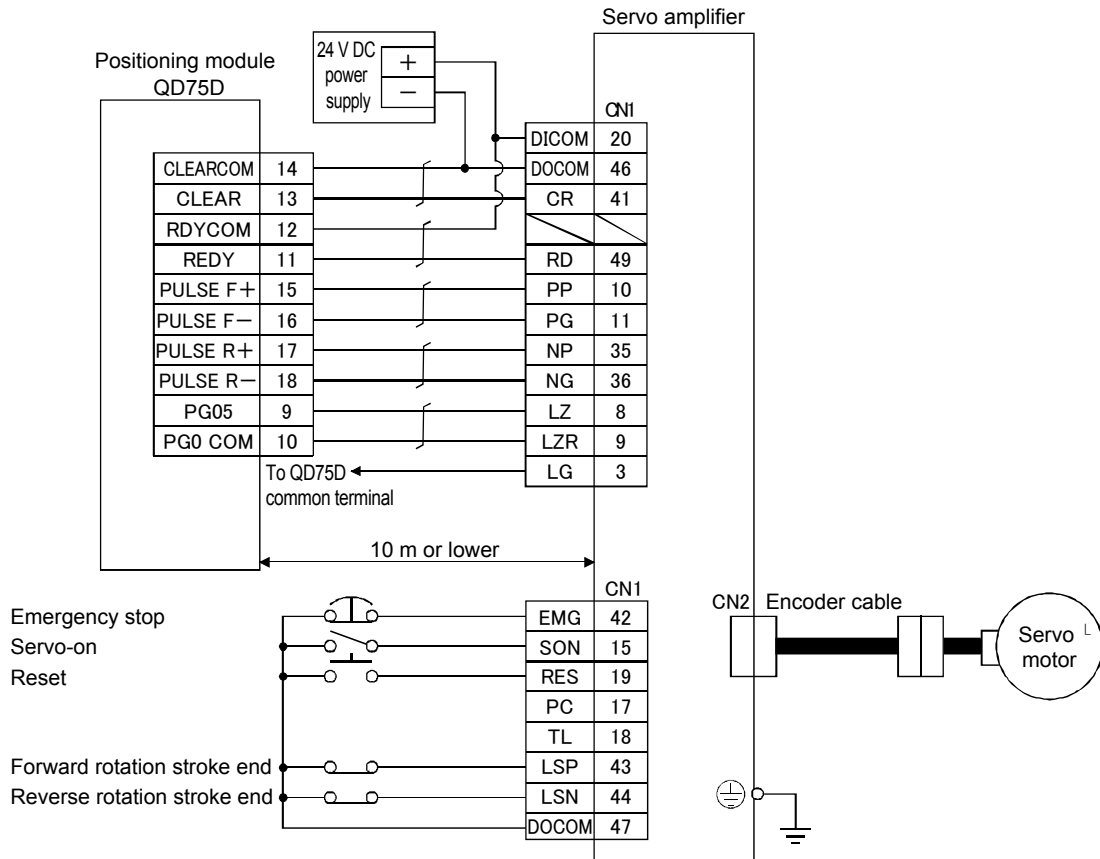 Servo amplifier
Positioning module
QD75D
24 V DC
power
supply
+
−
CN1
DICOM 20
CLEARCOM 14 DOCOM 46
CLEAR 13 CR 41
RDYCOM 12
REDY 11 RD 49
PULSE F+ 15 PP 10
PULSE F− 16 PG 11
PULSE R+ 17 NP 35
PULSE R− 18 NG 36
PG05 9 LZ 8
PG0 COM 10 LZR 9
LG 3
To QD75D
common terminal
10 m or lower
CN1
Emergency stop EMG 42
Servo-on SON 15
Reset RES 19
PC 17
TL 18
Forward rotation stroke end LSP 43
Reverse rotation stroke end LSN 44
DOCOM 47
CN2 Encoder cable
Servo
motor